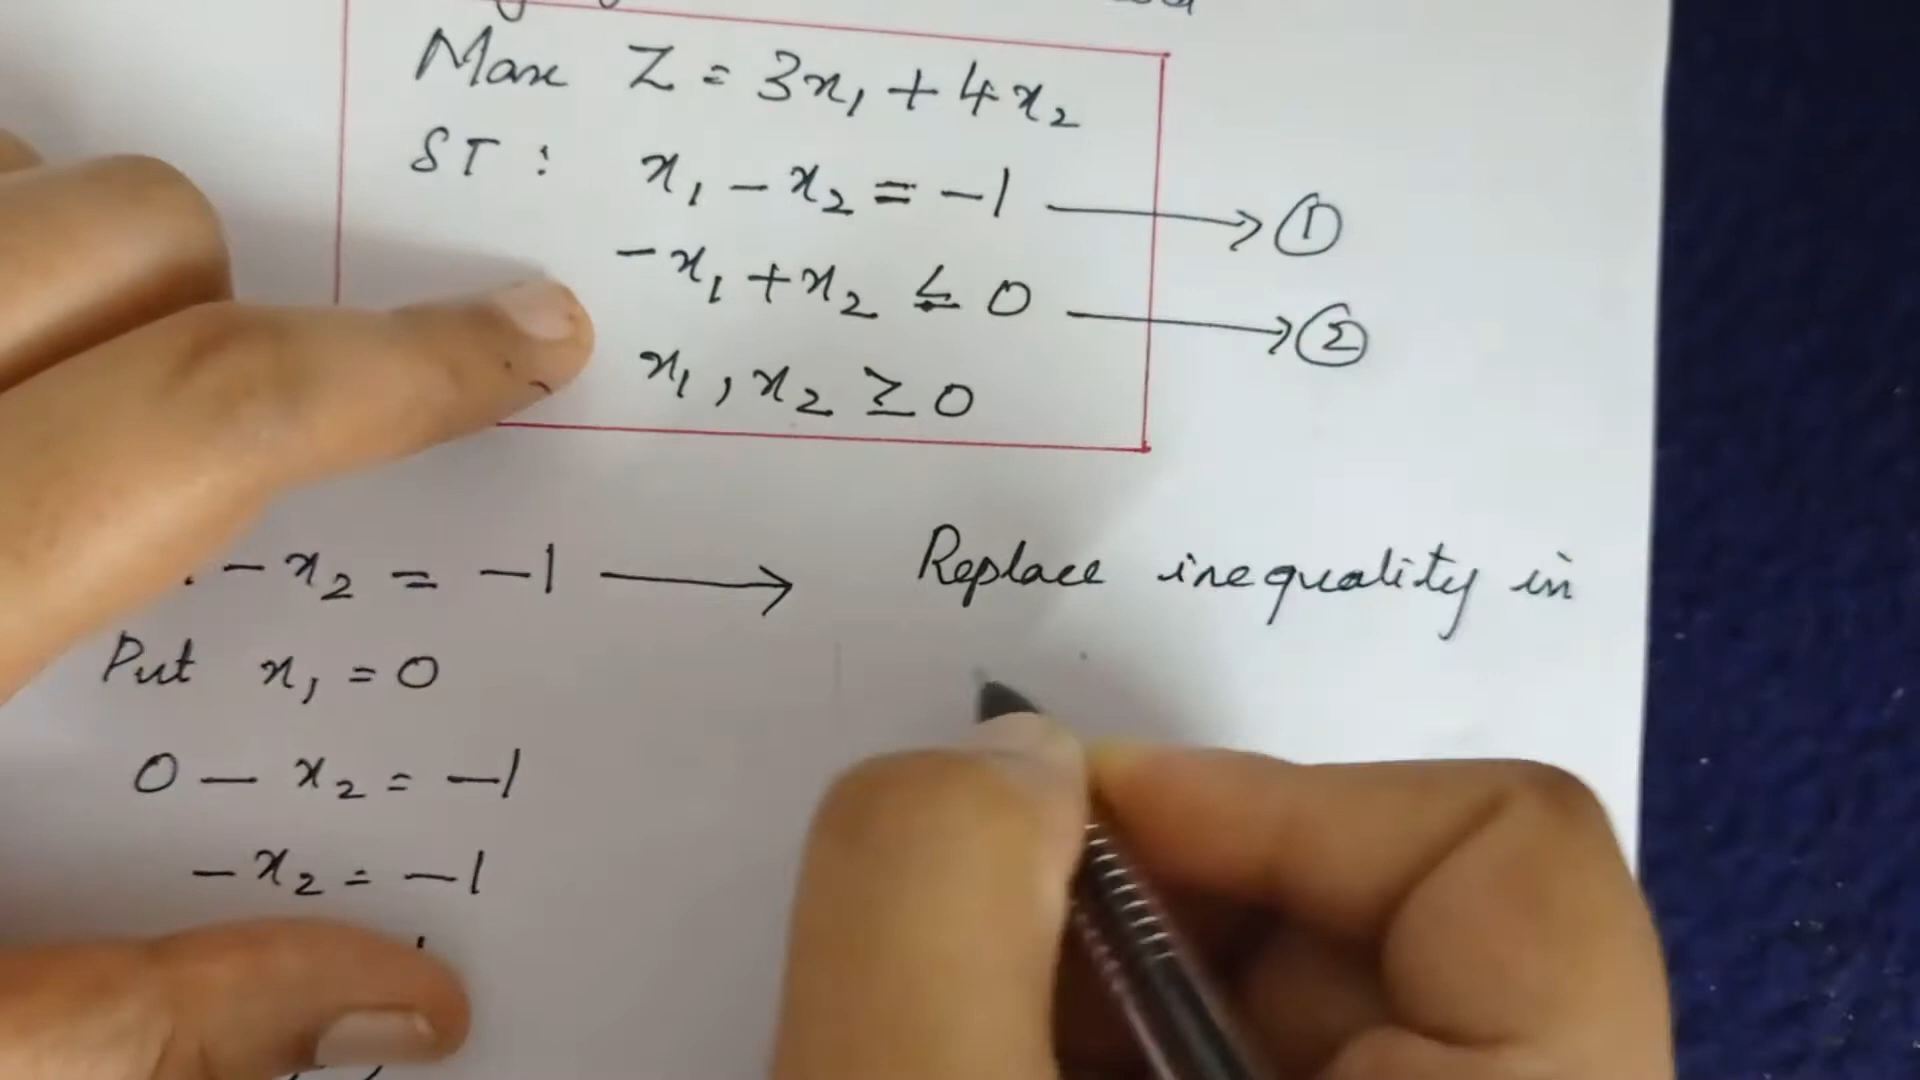 Max Z = 3x₁ + 4x₂
ST : x₁ - x₂ = -1 → ①
-x₁ + x₂ ≤ 0 → ②
x₁, x₂ ≥ 0
- x₂ = -1 → Replace inequality in
Put x₁ = 0
0 - x₂ = -1
-x₂ = -1